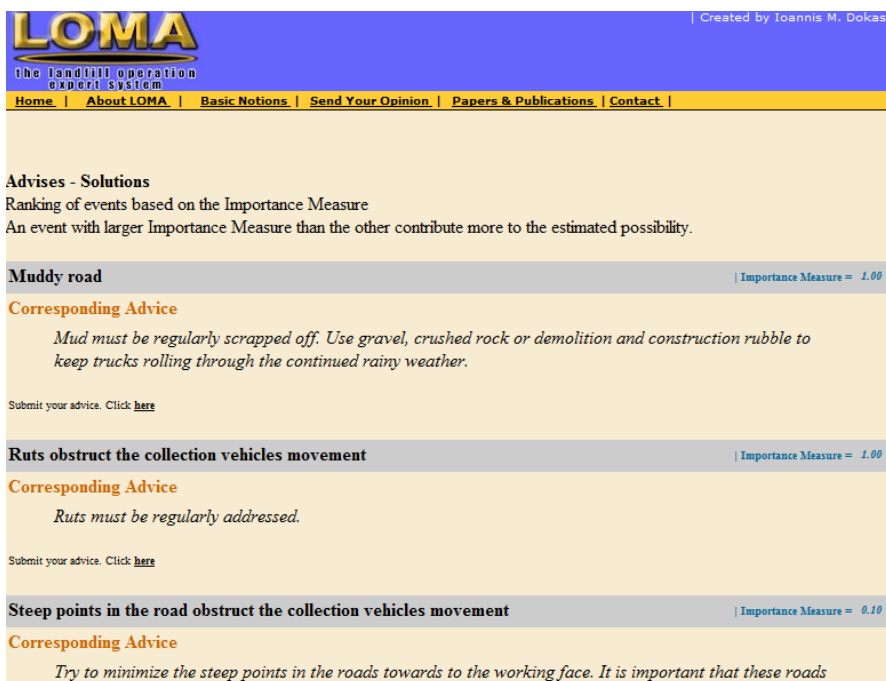 LOMA
| Created by Ioannis M. Dokas
the landfill operation
expert system
Home | About LOMA | Basic Notions | Send Your Opinion | Papers & Publications | Contact |
Advises - Solutions
Ranking of events based on the Importance Measure
An event with larger Importance Measure than the other contribute more to the estimated possibility.
Muddy road | Importance Measure = 1.00
Corresponding Advice
Mud must be regularly scrapped off. Use gravel, crushed rock or demolition and construction rubble to
keep trucks rolling through the continued rainy weather.
Submit your advice. Click here
Ruts obstruct the collection vehicles movement | Importance Measure = 1.00
Corresponding Advice
Ruts must be regularly addressed.
Submit your advice. Click here
Steep points in the road obstruct the collection vehicles movement | Importance Measure = 0.10
Corresponding Advice
Try to minimize the steep points in the roads towards to the working face. It is important that these roads